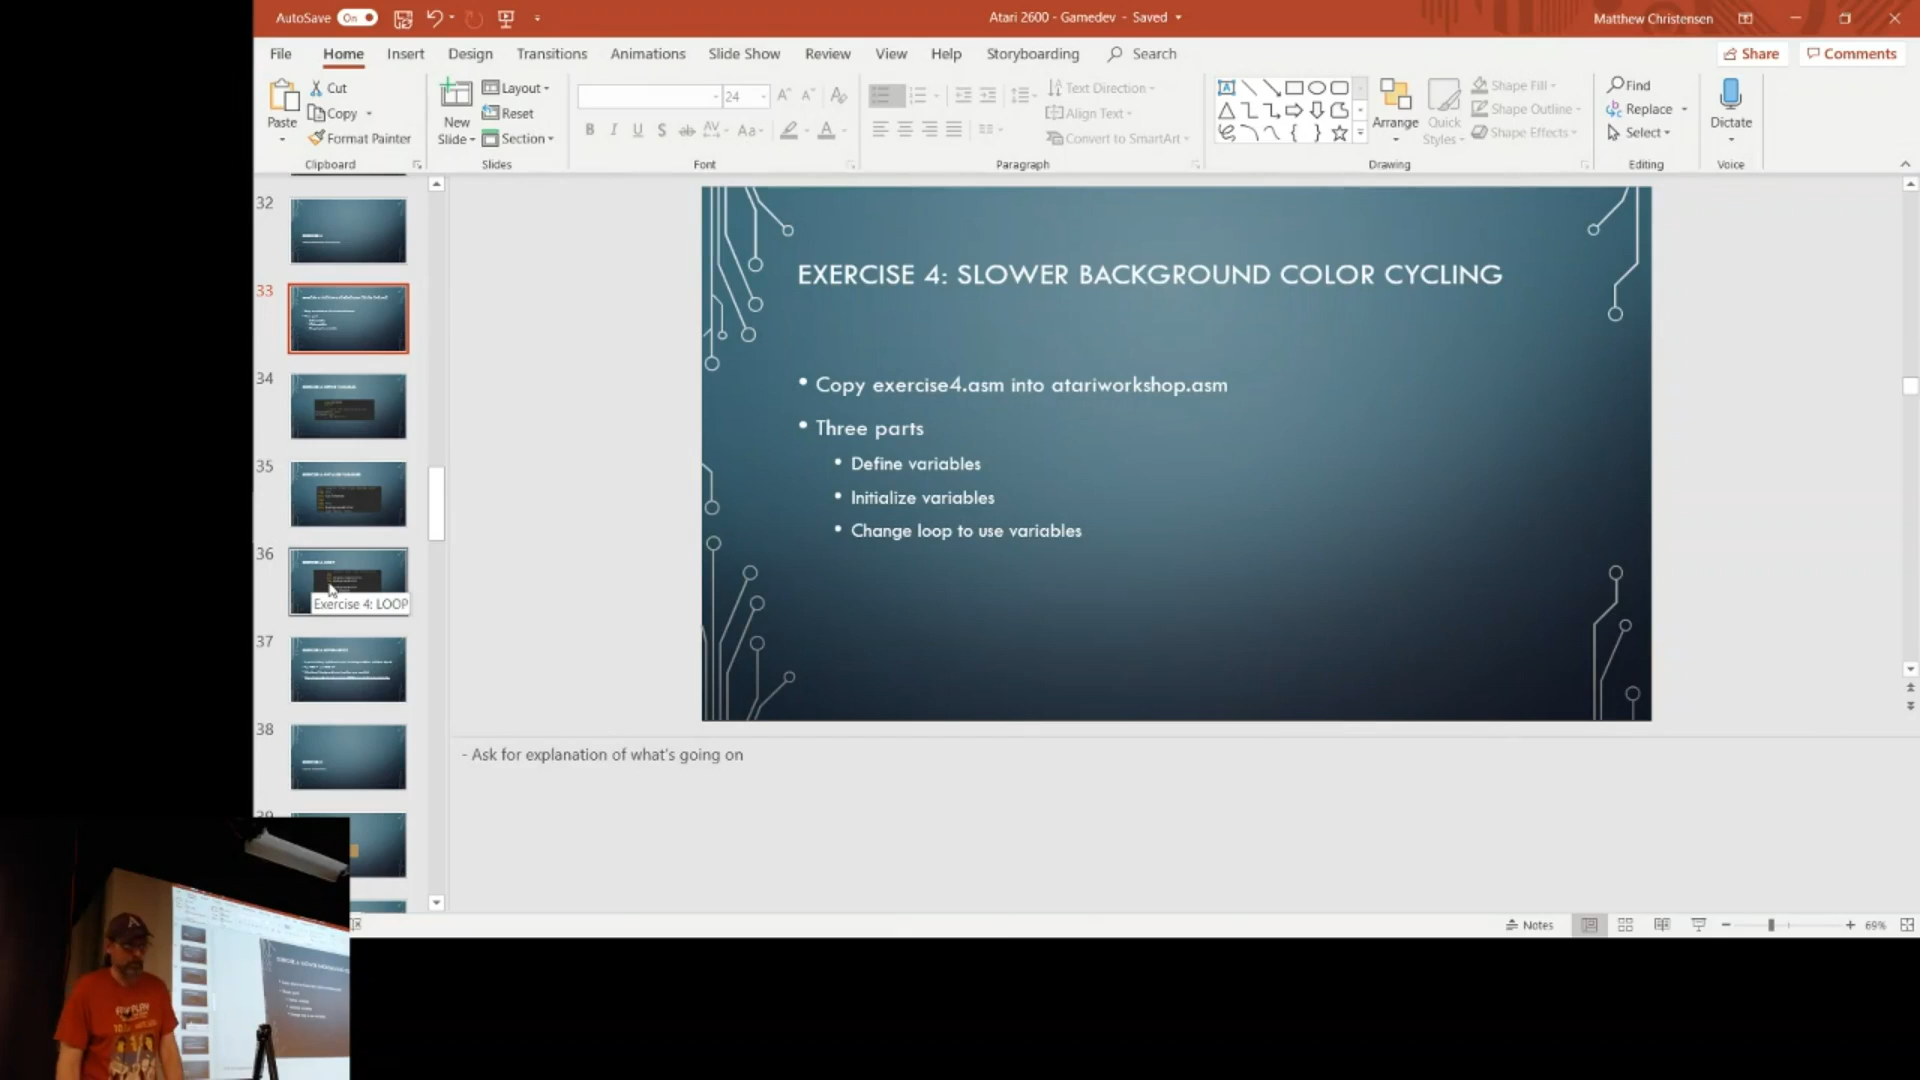 AutoSave On
Atari 2600 - Gamedev - Saved
Matthew Christensen
File Home Insert Design Transitions Animations Slide Show Review View Help Storyboarding Search Share Comments
Paste
Cut
Copy
Format Painter
Clipboard
New Slide
Layout
Reset
Section
Slides
24
B I U S ab AV Aa A
Font
Text Direction
Align Text
Convert to SmartArt
Paragraph
Arrange
Quick Styles
Shape Fill
Shape Outline
Shape Effects
Drawing
Find
Replace
Select
Editing
Dictate
Voice
32
33
34
35
36
Exercise 4: LOOP
37
38
39
EXERCISE 4: SLOWER BACKGROUND COLOR CYCLING
• Copy exercise4.asm into atariworkshop.asm
• Three parts
• Define variables
• Initialize variables
• Change loop to use variables
- Ask for explanation of what's going on
Notes
69%